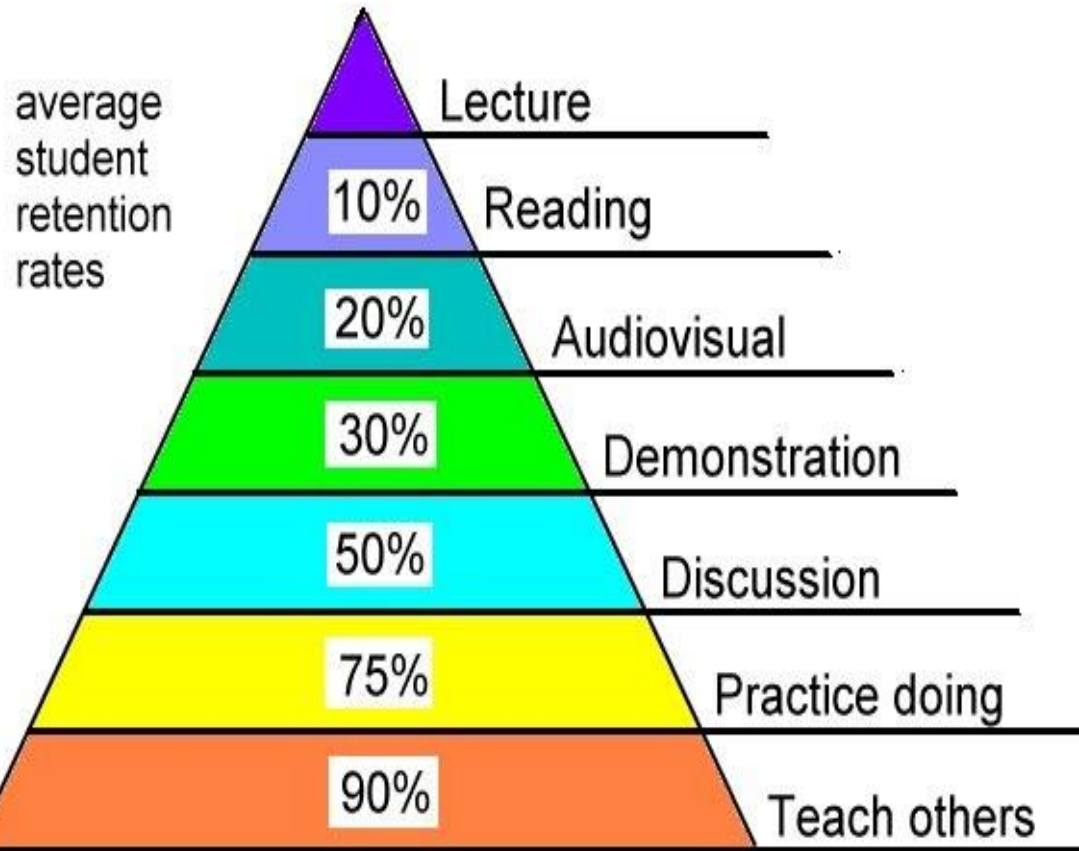 average
student
retention
rates
Lecture
10% Reading
20% Audiovisual
30% Demonstration
50% Discussion
75% Practice doing
90% Teach others